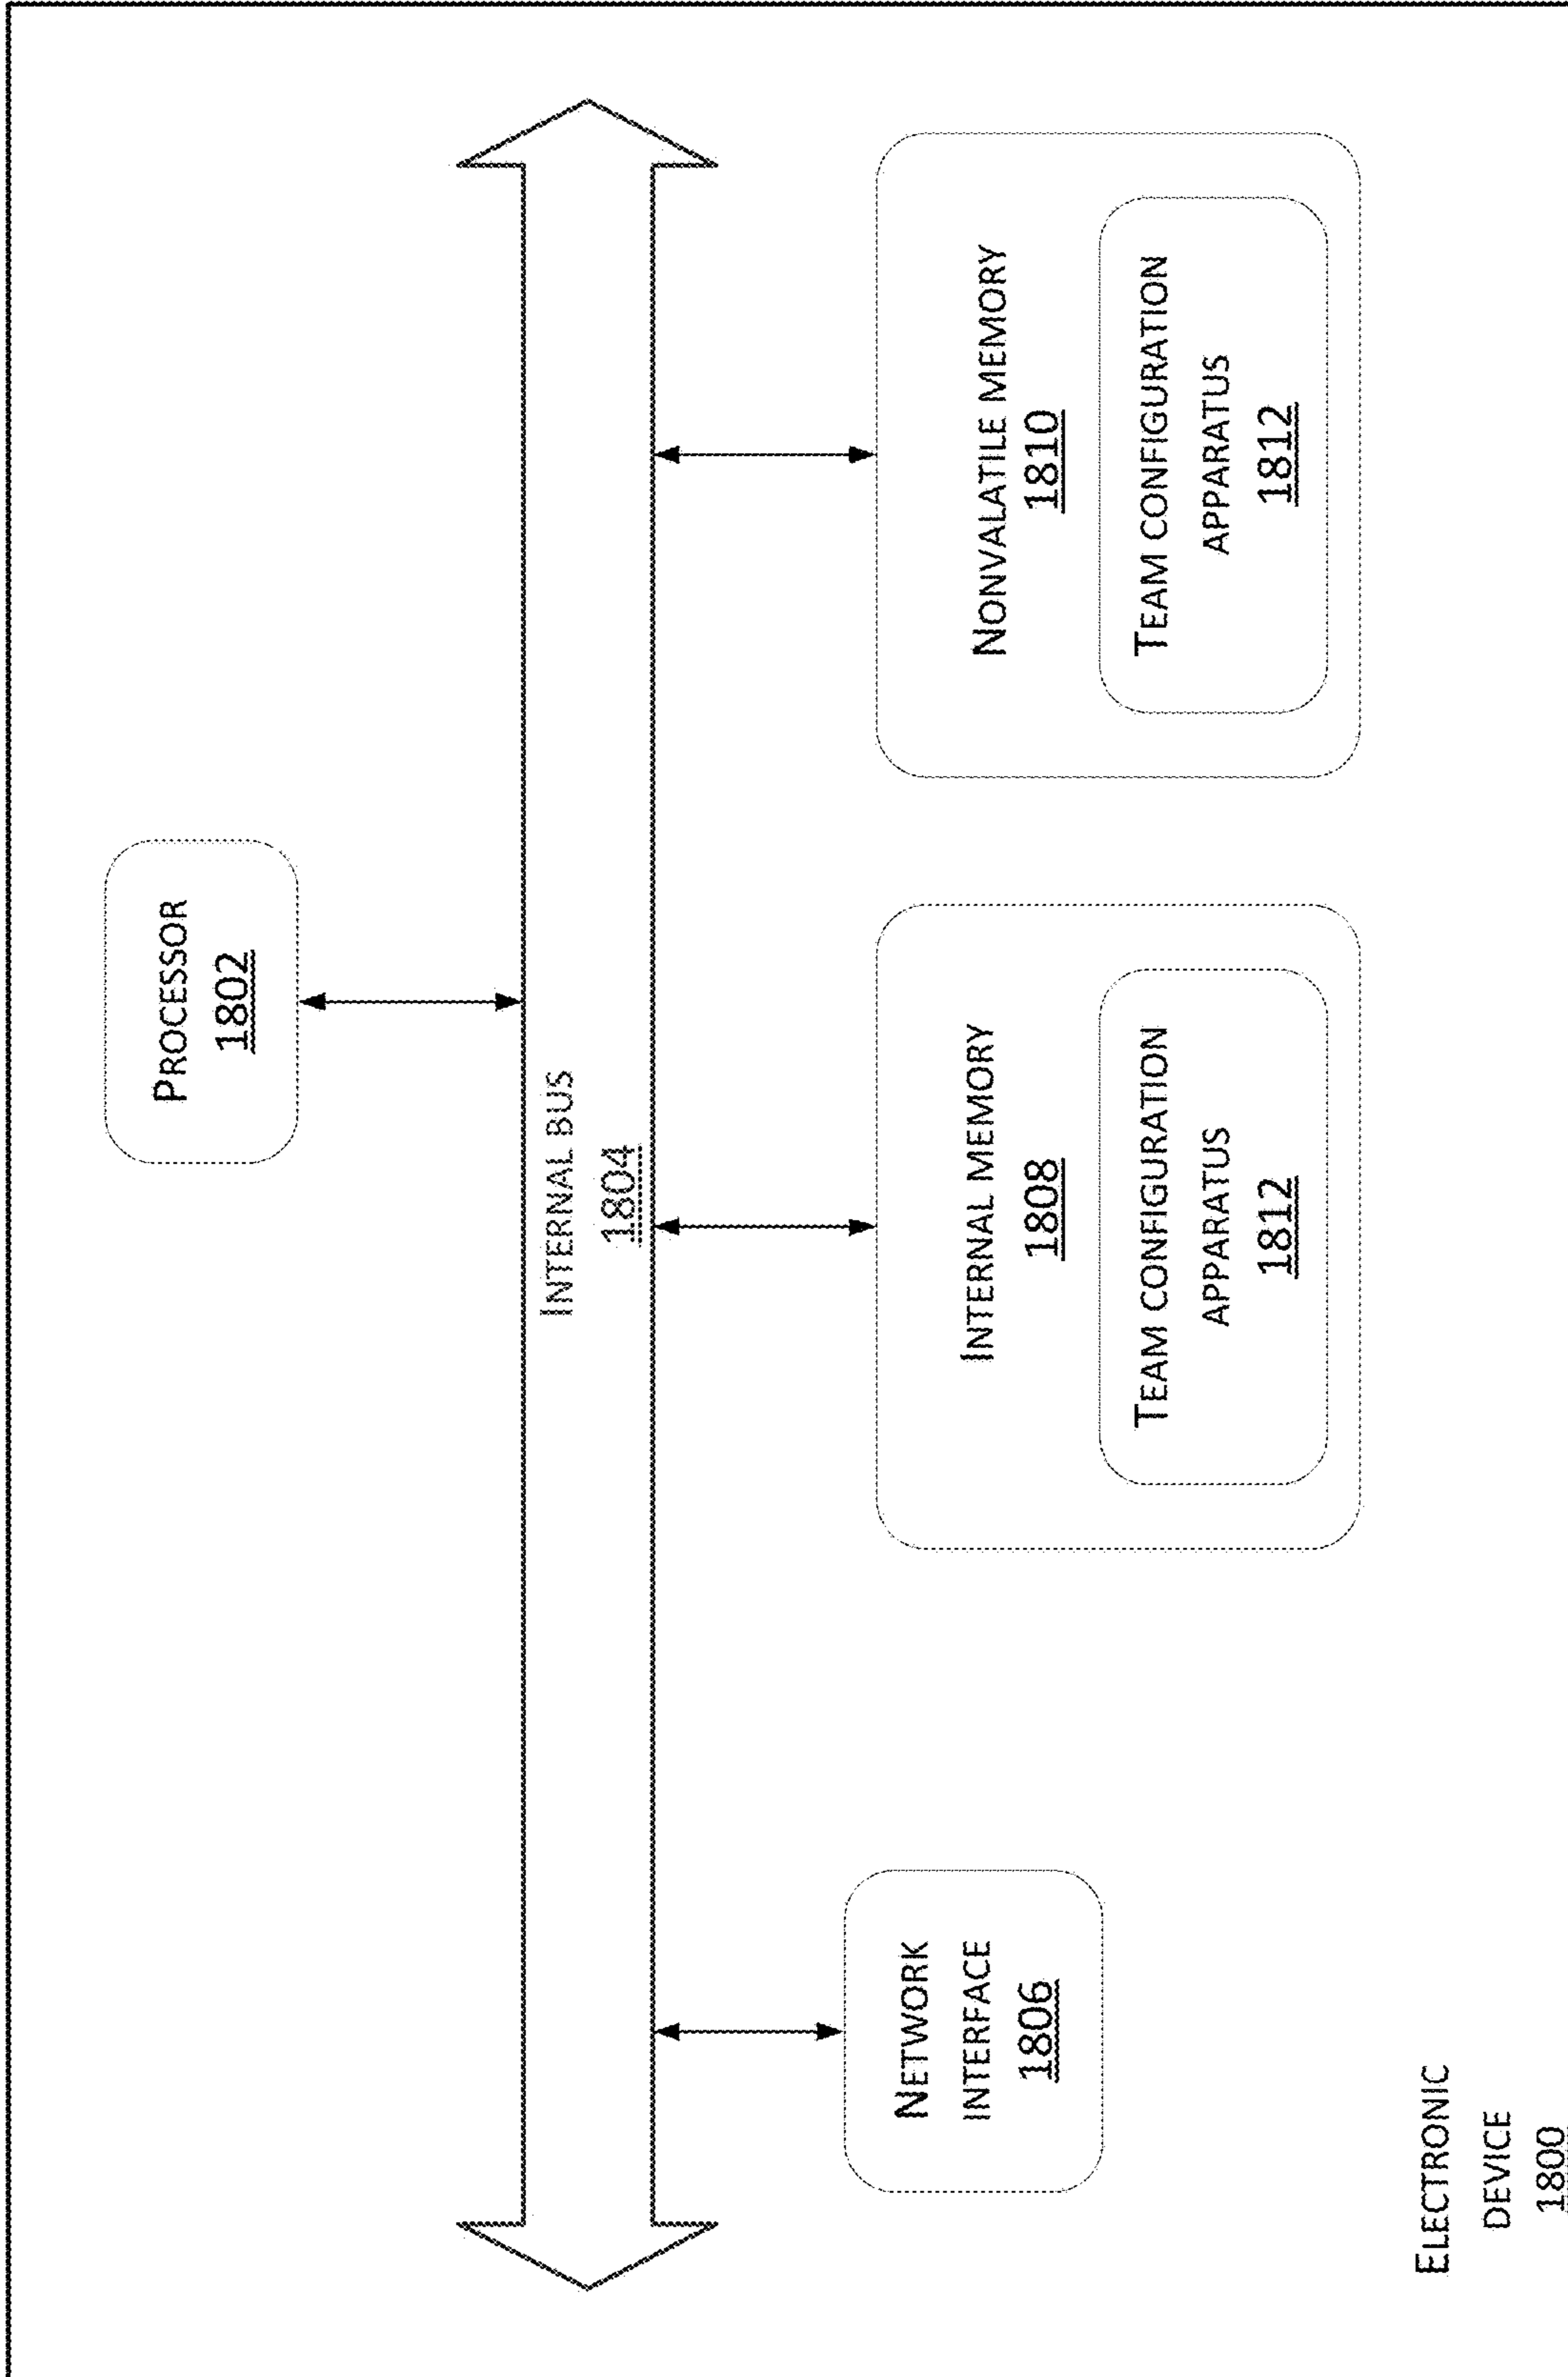 PROCESSOR
1802
INTERNAL BUS
1804
NETWORK
INTERFACE
1806
INTERNAL MEMORY
1808
TEAM CONFIGURATION
APPARATUS
1812
NONVALATILE MEMORY
1810
TEAM CONFIGURATION
APPARATUS
1812
ELECTRONIC
DEVICE
1800